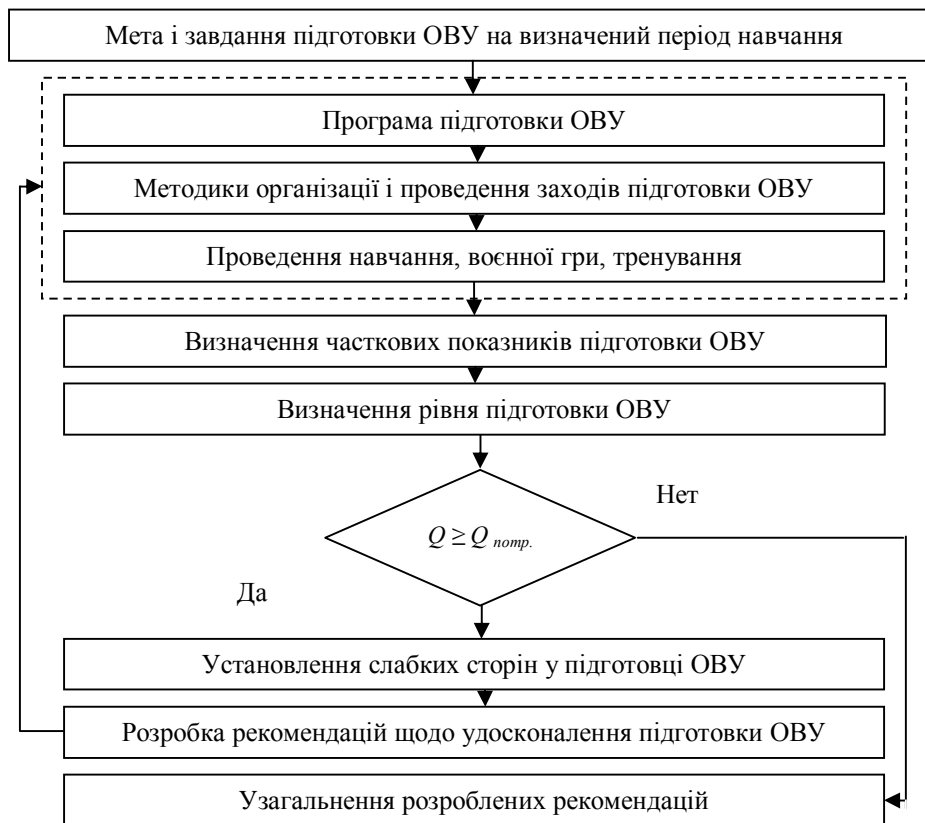 Мета і завдання підготовки ОВУ на визначений період навчання
Програма підготовки ОВУ
Методики організації і проведення заходів підготовки ОВУ
Проведення навчання, воєнної гри, тренування
Визначення часткових показників підготовки ОВУ
Визначення рівня підготовки ОВУ
Нет
Q ≥ Q потр.
Да
Установлення слабких сторін у підготовці ОВУ
Розробка рекомендацій щодо удосконалення підготовки ОВУ
Узагальнення розроблених рекомендацій